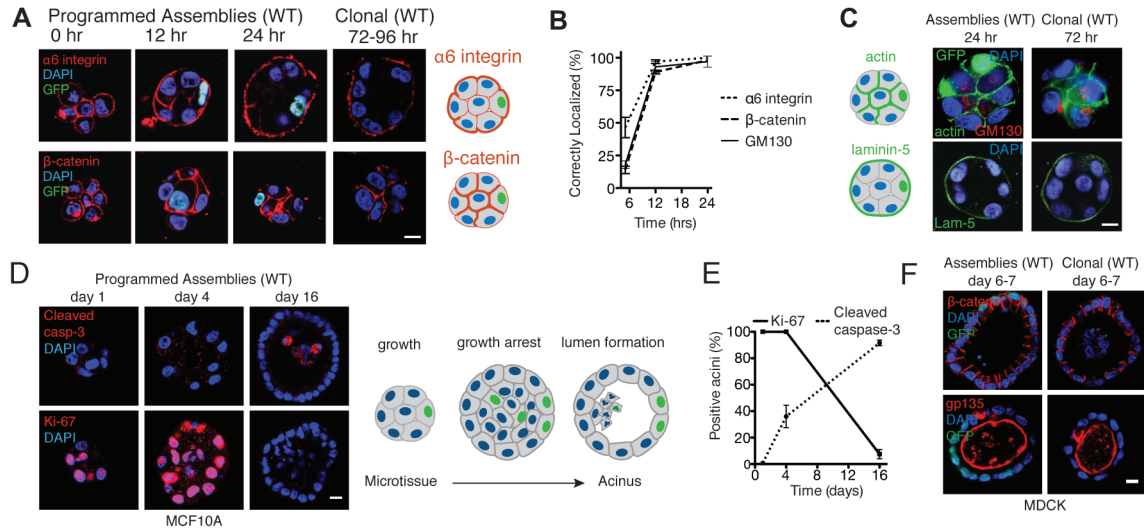 A
Programmed Assemblies (WT)
Clonal (WT)
0 hr
12 hr
24 hr
72-96 hr
α6 integrin
DAPI
GFP
α6 integrin
β-catenin
DAPI
GFP
β-catenin
B
Correctly Localized (%)
100
75
50
25
0
6
12
18
24
Time (hrs)
α6 integrin
β-catenin
GM130
C
Assemblies (WT)
24 hr
Clonal (WT)
72 hr
actin
GFP
DAPI
actin
GM130
laminin-5
DAPI
Lam-5
D
Programmed Assemblies (WT)
day 1
day 4
day 16
Cleaved
casp-3
DAPI
Ki-67
DAPI
MCF10A
growth
growth arrest
lumen formation
Microtissue
Acinus
E
Positive acini (%)
Ki-67
Cleaved
caspase-3
100
80
60
40
20
0
0
4
8
12
16
Time (days)
F
Assemblies (WT)
day 6-7
Clonal (WT)
day 6-7
β-catenin
DAPI
GFP
gp135
DAPI
GFP
MDCK